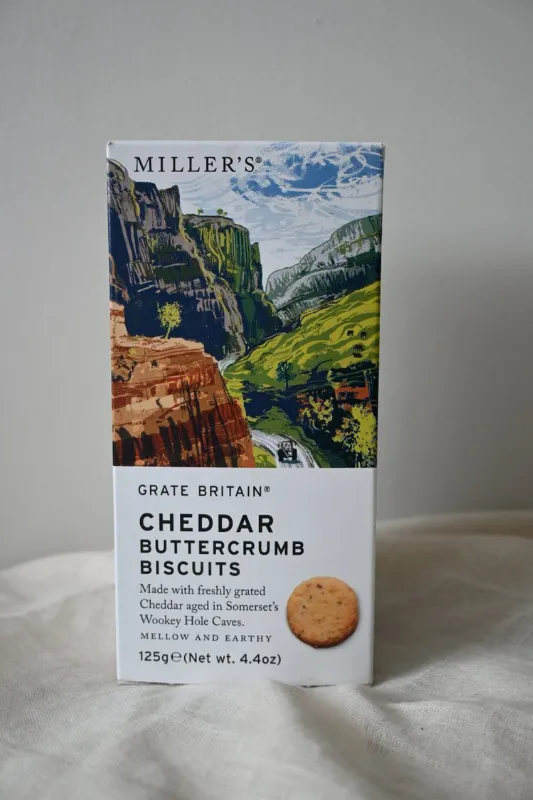 MILLER'S®
GRATE BRITAIN®
CHEDDAR
BUTTERCRUMB
BISCUITS
Made with freshly grated
Cheddar aged in Somerset's
Wookey Hole Caves.
MELLOW AND EARTHY
125g℮(Net wt. 4.4oz)